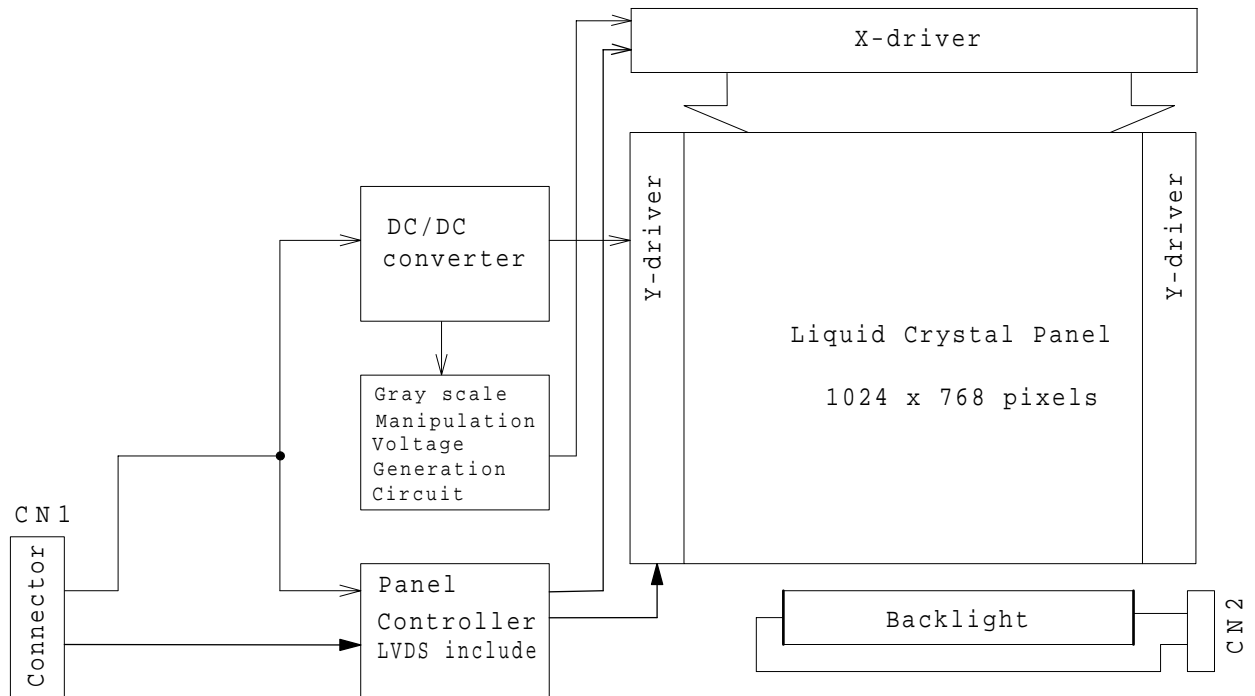 X-driver
Y-driver
Y-driver
DC/DC
converter
Liquid Crystal Panel
1024 x 768 pixels
Gray scale
Manipulation
Voltage
Generation
Circuit
CN1
Connector
Panel
Controller
LVDS include
Backlight
CN2